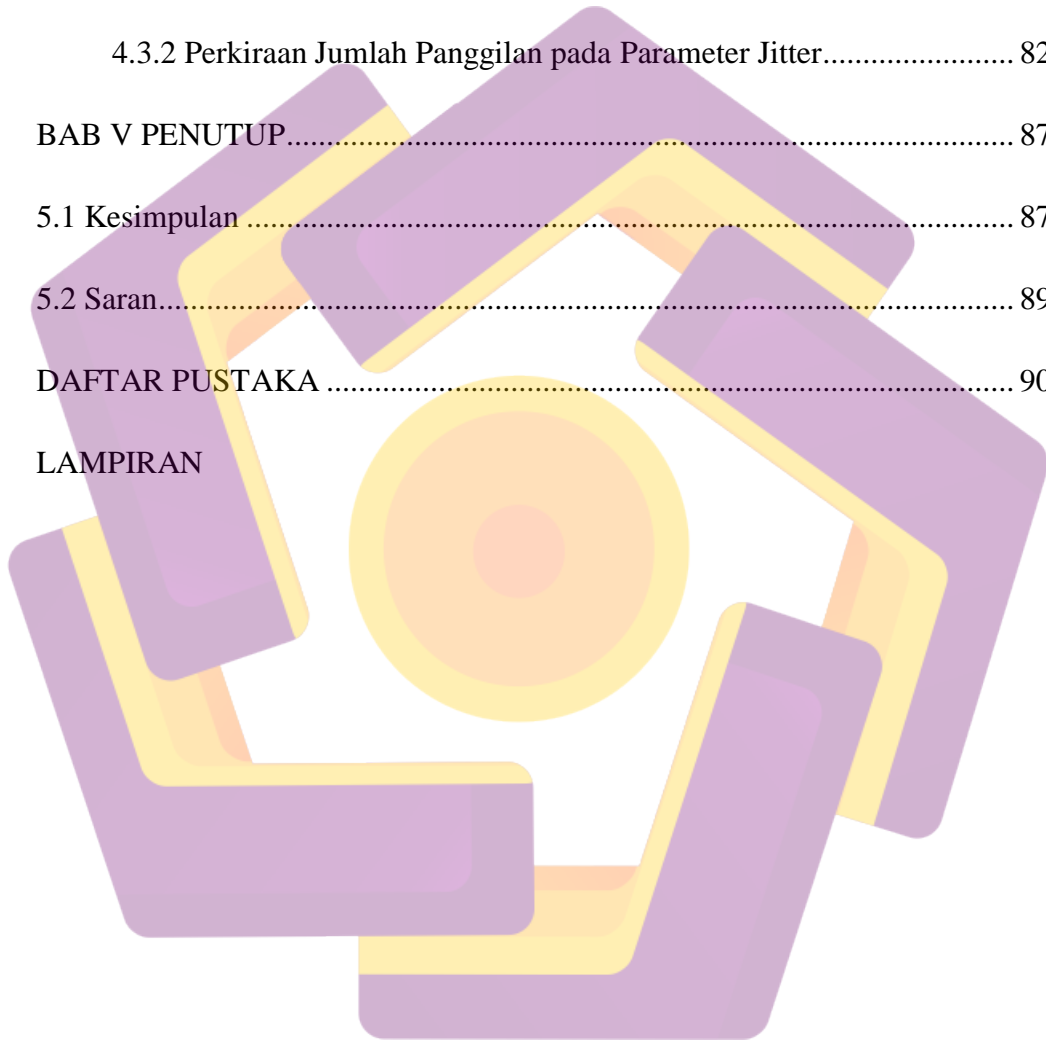 4.3.2 Perkiraan Jumlah Panggilan pada Parameter Jitter....................... 82
BAB V PENUTUP......................................................................................... 87
5.1 Kesimpulan .............................................................................................. 87
5.2 Saran......................................................................................................... 89
DAFTAR PUSTAKA .................................................................................... 90
LAMPIRAN